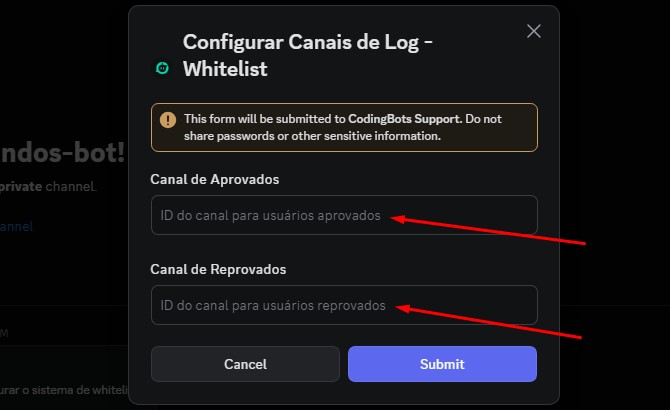 Configurar Canais de Log -
Whitelist
This form will be submitted to CodingBots Support. Do not
share passwords or other sensitive information.
ndos-bot!
private channel.
annel
Canal de Aprovados
ID do canal para usuários aprovados
Canal de Reprovados
ID do canal para usuários reprovados
M
Cancel
Submit
urar o sistema de whiteli